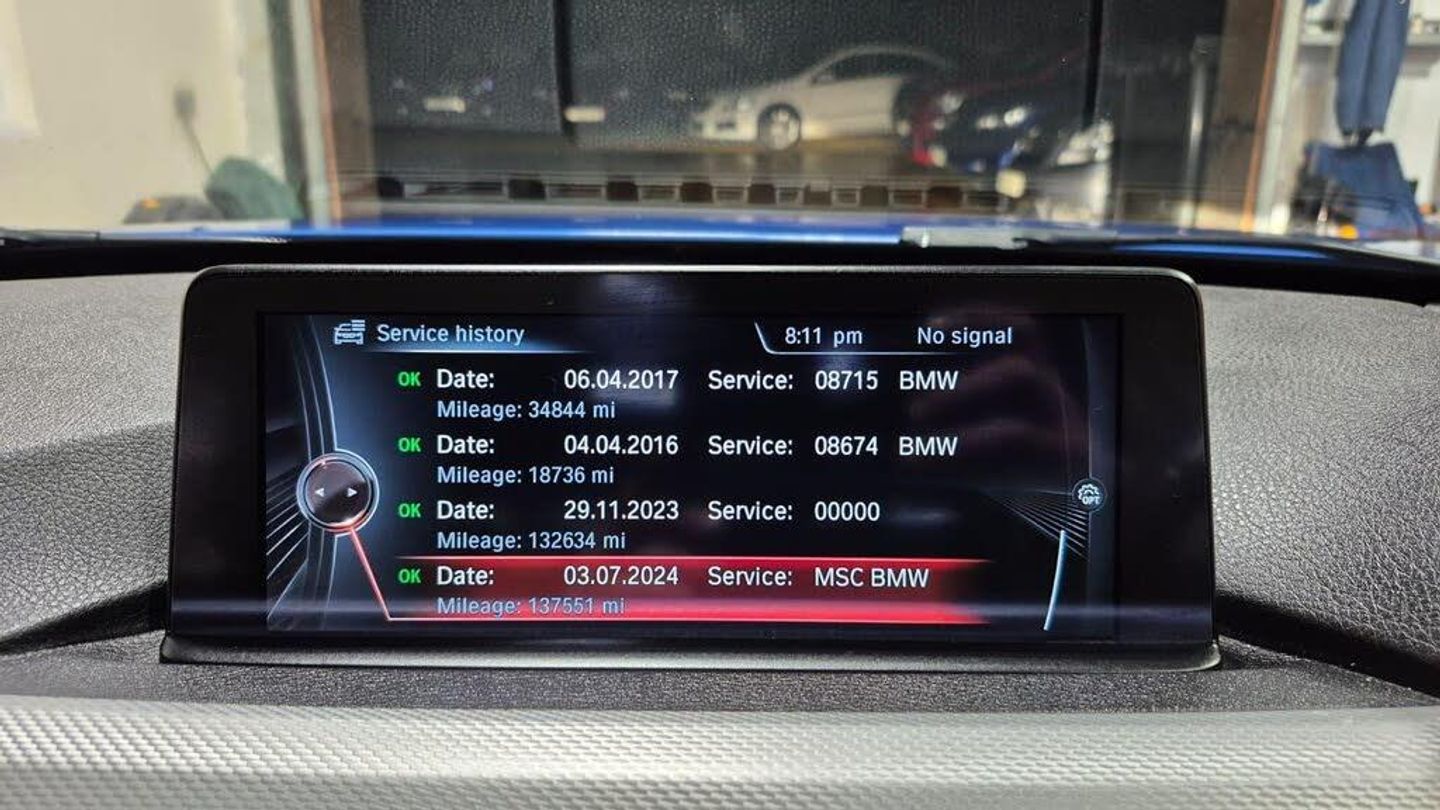 Service history 8:11 pm No signal
OK Date: 06.04.2017 Service: 08715 BMW
Mileage: 34844 mi
OK Date: 04.04.2016 Service: 08674 BMW
Mileage: 18736 mi
OK Date: 29.11.2023 Service: 00000
Mileage: 132634 mi
OPT
OK Date: 03.07.2024 Service: MSC BMW
Mileage: 137551 mi